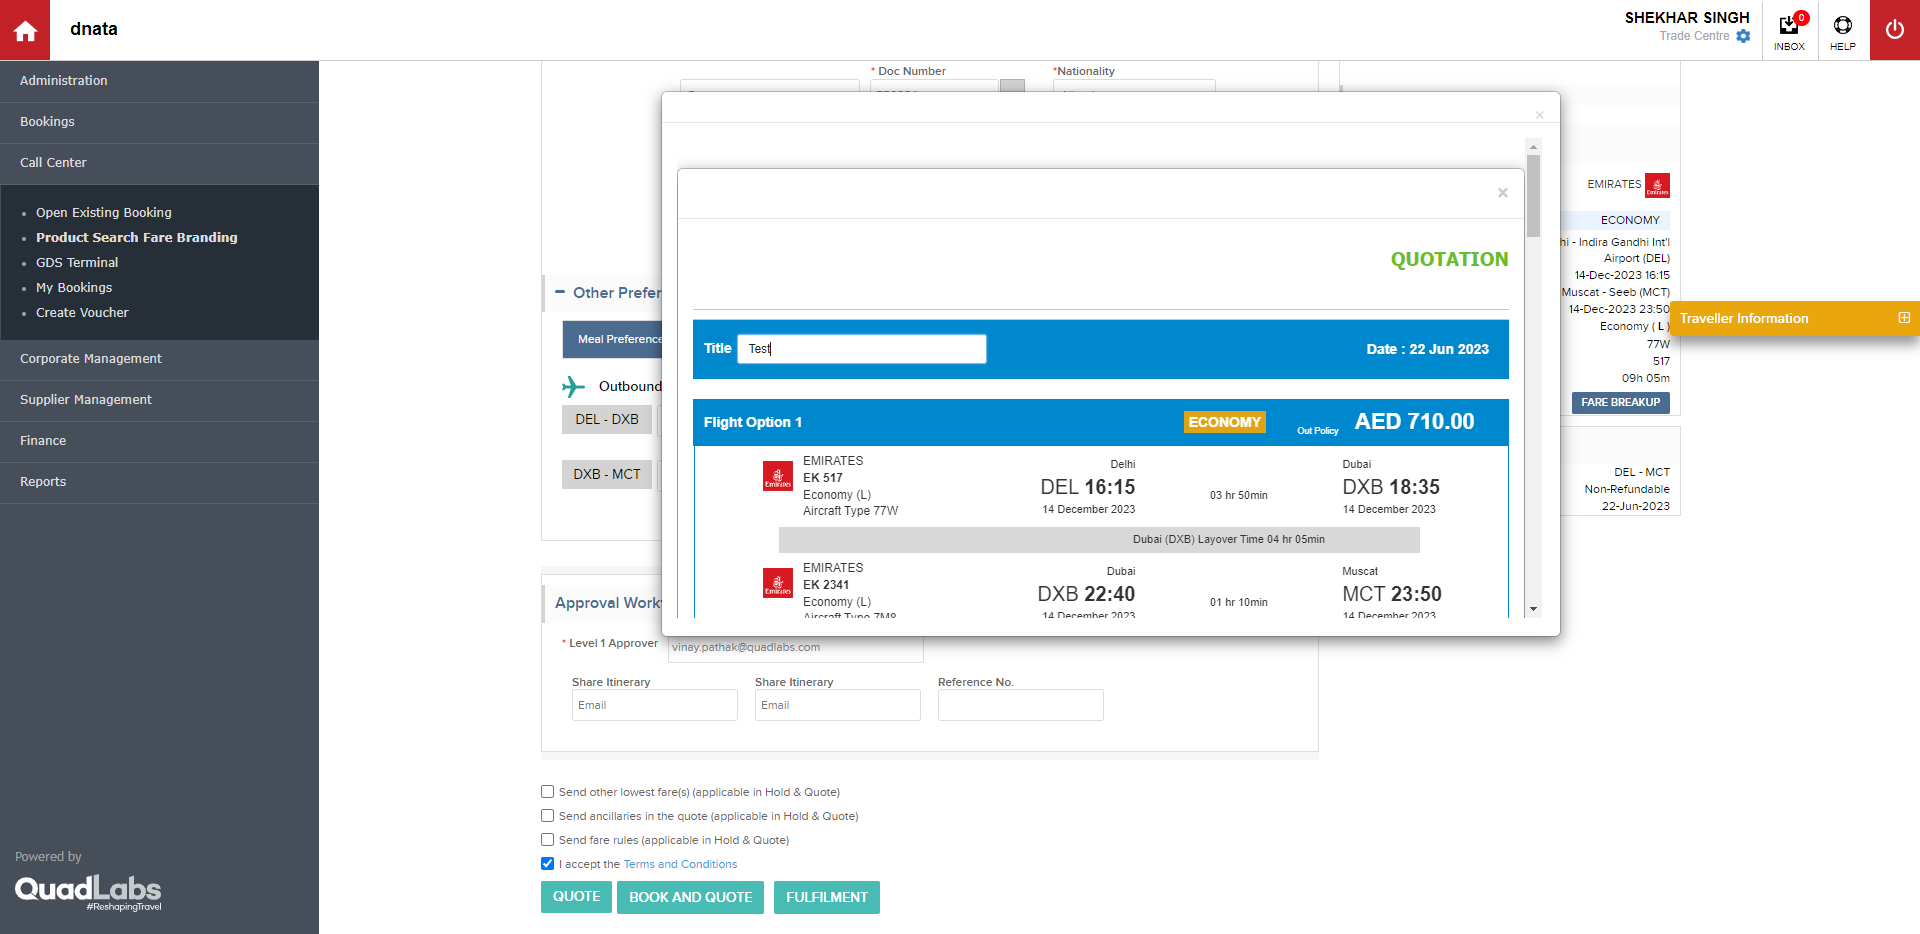 dnata
SHEKHAR SINGH
Trade Centre
0
INBOX
HELP
Administration
Bookings
Call Center
Open Existing Booking
Product Search Fare Branding
GDS Terminal
My Bookings
Create Voucher
Corporate Management
Supplier Management
Finance
Reports
Powered by
QuadLabs
#ReshapingTravel
* Doc Number
*Nationality
×
×
QUOTATION
Title
Test
Date : 22 Jun 2023
Flight Option 1
ECONOMY
Out Policy
AED 710.00
Emirates
EMIRATES
EK 517
Economy (L)
Aircraft Type 77W
Delhi
DEL 16:15
14 December 2023
03 hr 50min
Dubai
DXB 18:35
14 December 2023
Dubai (DXB) Layover Time 04 hr 05min
Emirates
EMIRATES
EK 2341
Economy (L)
Aircraft Type 7M8
Dubai
DXB 22:40
14 December 2023
01 hr 10min
Muscat
MCT 23:50
14 December 2023
Other Prefer
Meal Preference
Outbound
DEL - DXB
DXB - MCT
Approval Work
* Level 1 Approver
vinay.pathak@quadlabs.com
Share Itinerary
Share Itinerary
Reference No.
Email
Email
Send other lowest fare(s) (applicable in Hold & Quote)
Send ancillaries in the quote (applicable in Hold & Quote)
Send fare rules (applicable in Hold & Quote)
I accept the Terms and Conditions
QUOTE
BOOK AND QUOTE
FULFILMENT
EMIRATES
Emirates
ECONOMY
hi - Indira Gandhi Int'l
Airport (DEL)
14-Dec-2023 16:15
Muscat - Seeb (MCT)
14-Dec-2023 23:50
Economy ( L )
77W
517
09h 05m
FARE BREAKUP
DEL - MCT
Non-Refundable
22-Jun-2023
Traveller Information